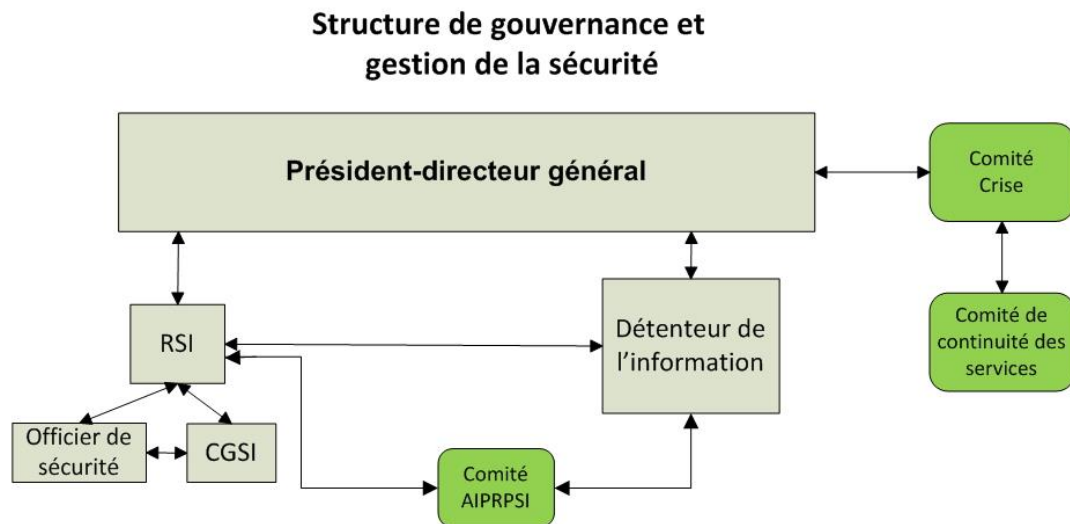 Structure de gouvernance et
gestion de la sécurité
Président-directeur général
Comité
Crise
RSI
Détenteur de
l’information
Comité de
continuité des
services
Officier de
sécurité
CGSI
Comité
AIPRPSI